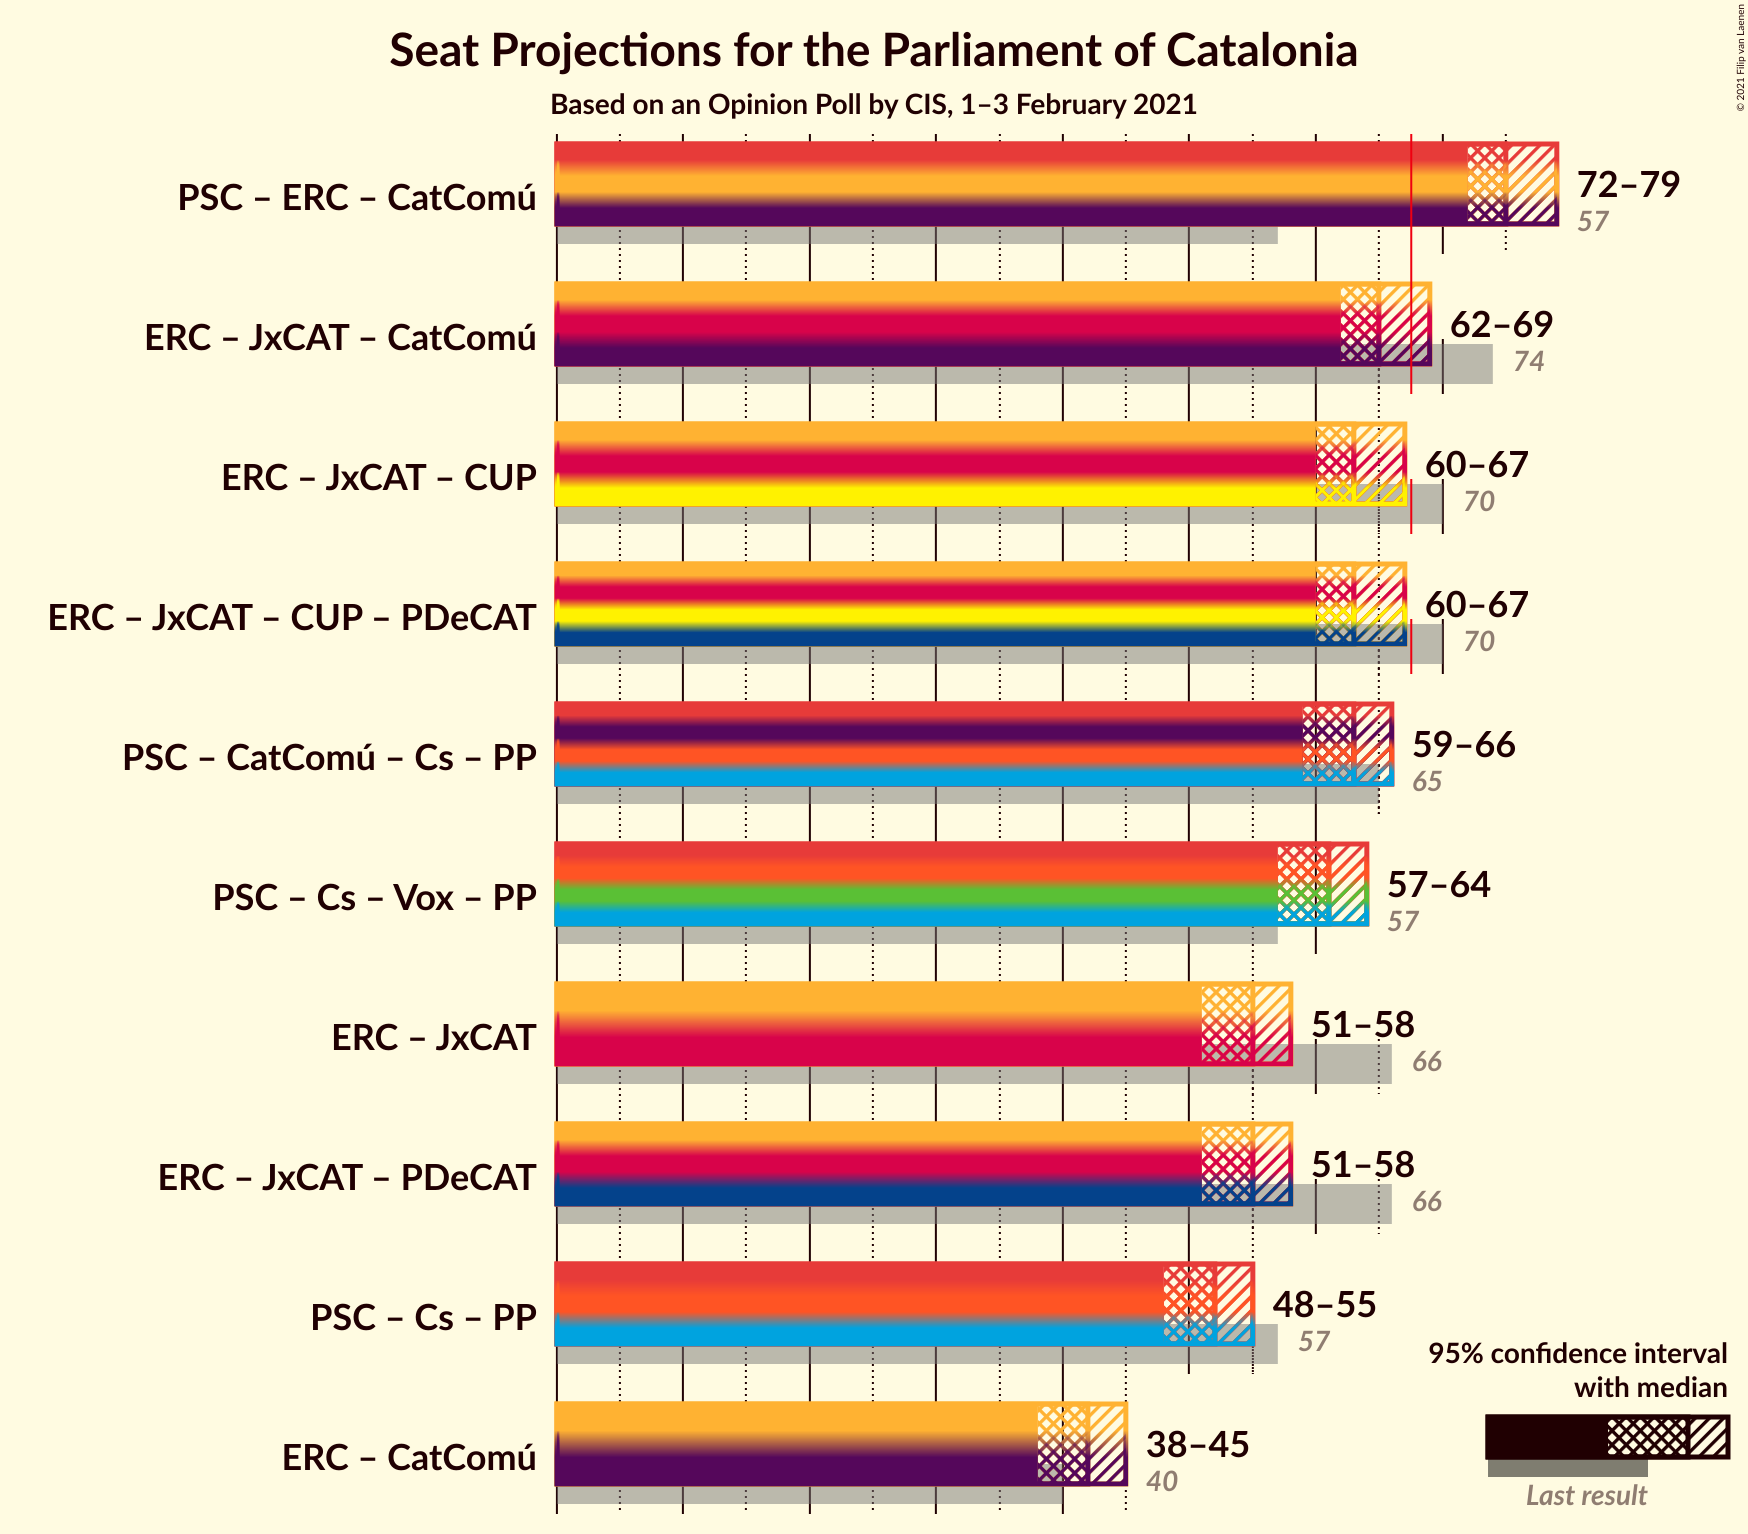 Seat Projections for the Parliament of Catalonia
Based on an Opinion Poll by CIS, 1–3 February 2021
© 2021 Filip van Laenen
PSC – ERC – CatComú
72–79
57
ERC – JxCAT – CatComú
62–69
74
ERC – JxCAT – CUP
60–67
70
ERC – JxCAT – CUP – PDeCAT
60–67
70
PSC – CatComú – Cs – PP
59–66
65
PSC – Cs – Vox – PP
57–64
57
ERC – JxCAT
51–58
66
ERC – JxCAT – PDeCAT
51–58
66
PSC – Cs – PP
48–55
57
ERC – CatComú
38–45
40
95% confidence interval
with median
Last result